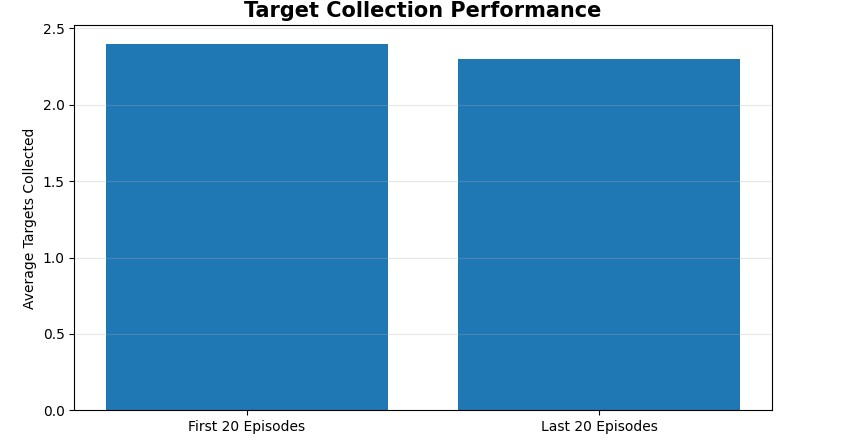 Target Collection Performance
2.5
2.0
1.5
1.0
0.5
0.0
Average Targets Collected
First 20 Episodes
Last 20 Episodes